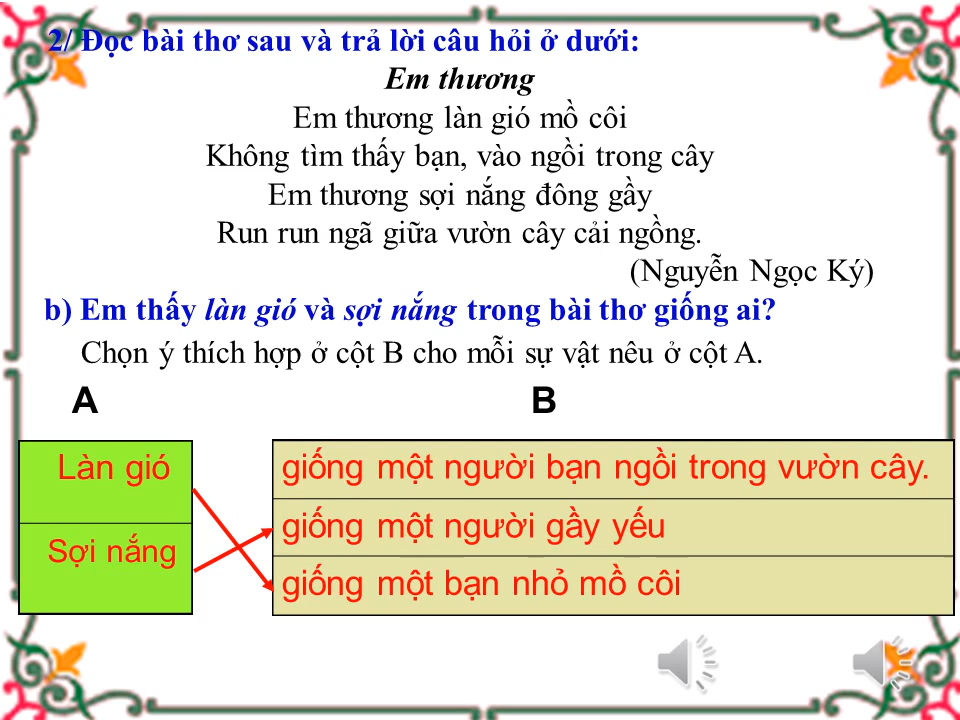 2/ Đọc bài thơ sau và trả lời câu hỏi ở dưới:
Em thương
Em thương làn gió mồ côi
Không tìm thấy bạn, vào ngồi trong cây
Em thương sợi nắng đông gầy
Run run ngã giữa vườn cây cải ngồng.
(Nguyễn Ngọc Ký)
b) Em thấy làn gió và sợi nắng trong bài thơ giống ai?
Chọn ý thích hợp ở cột B cho mỗi sự vật nêu ở cột A.
A B
Làn gió giống một người bạn ngồi trong vườn cây.
giống một người gầy yếu
Sợi nắng
giống một bạn nhỏ mồ côi